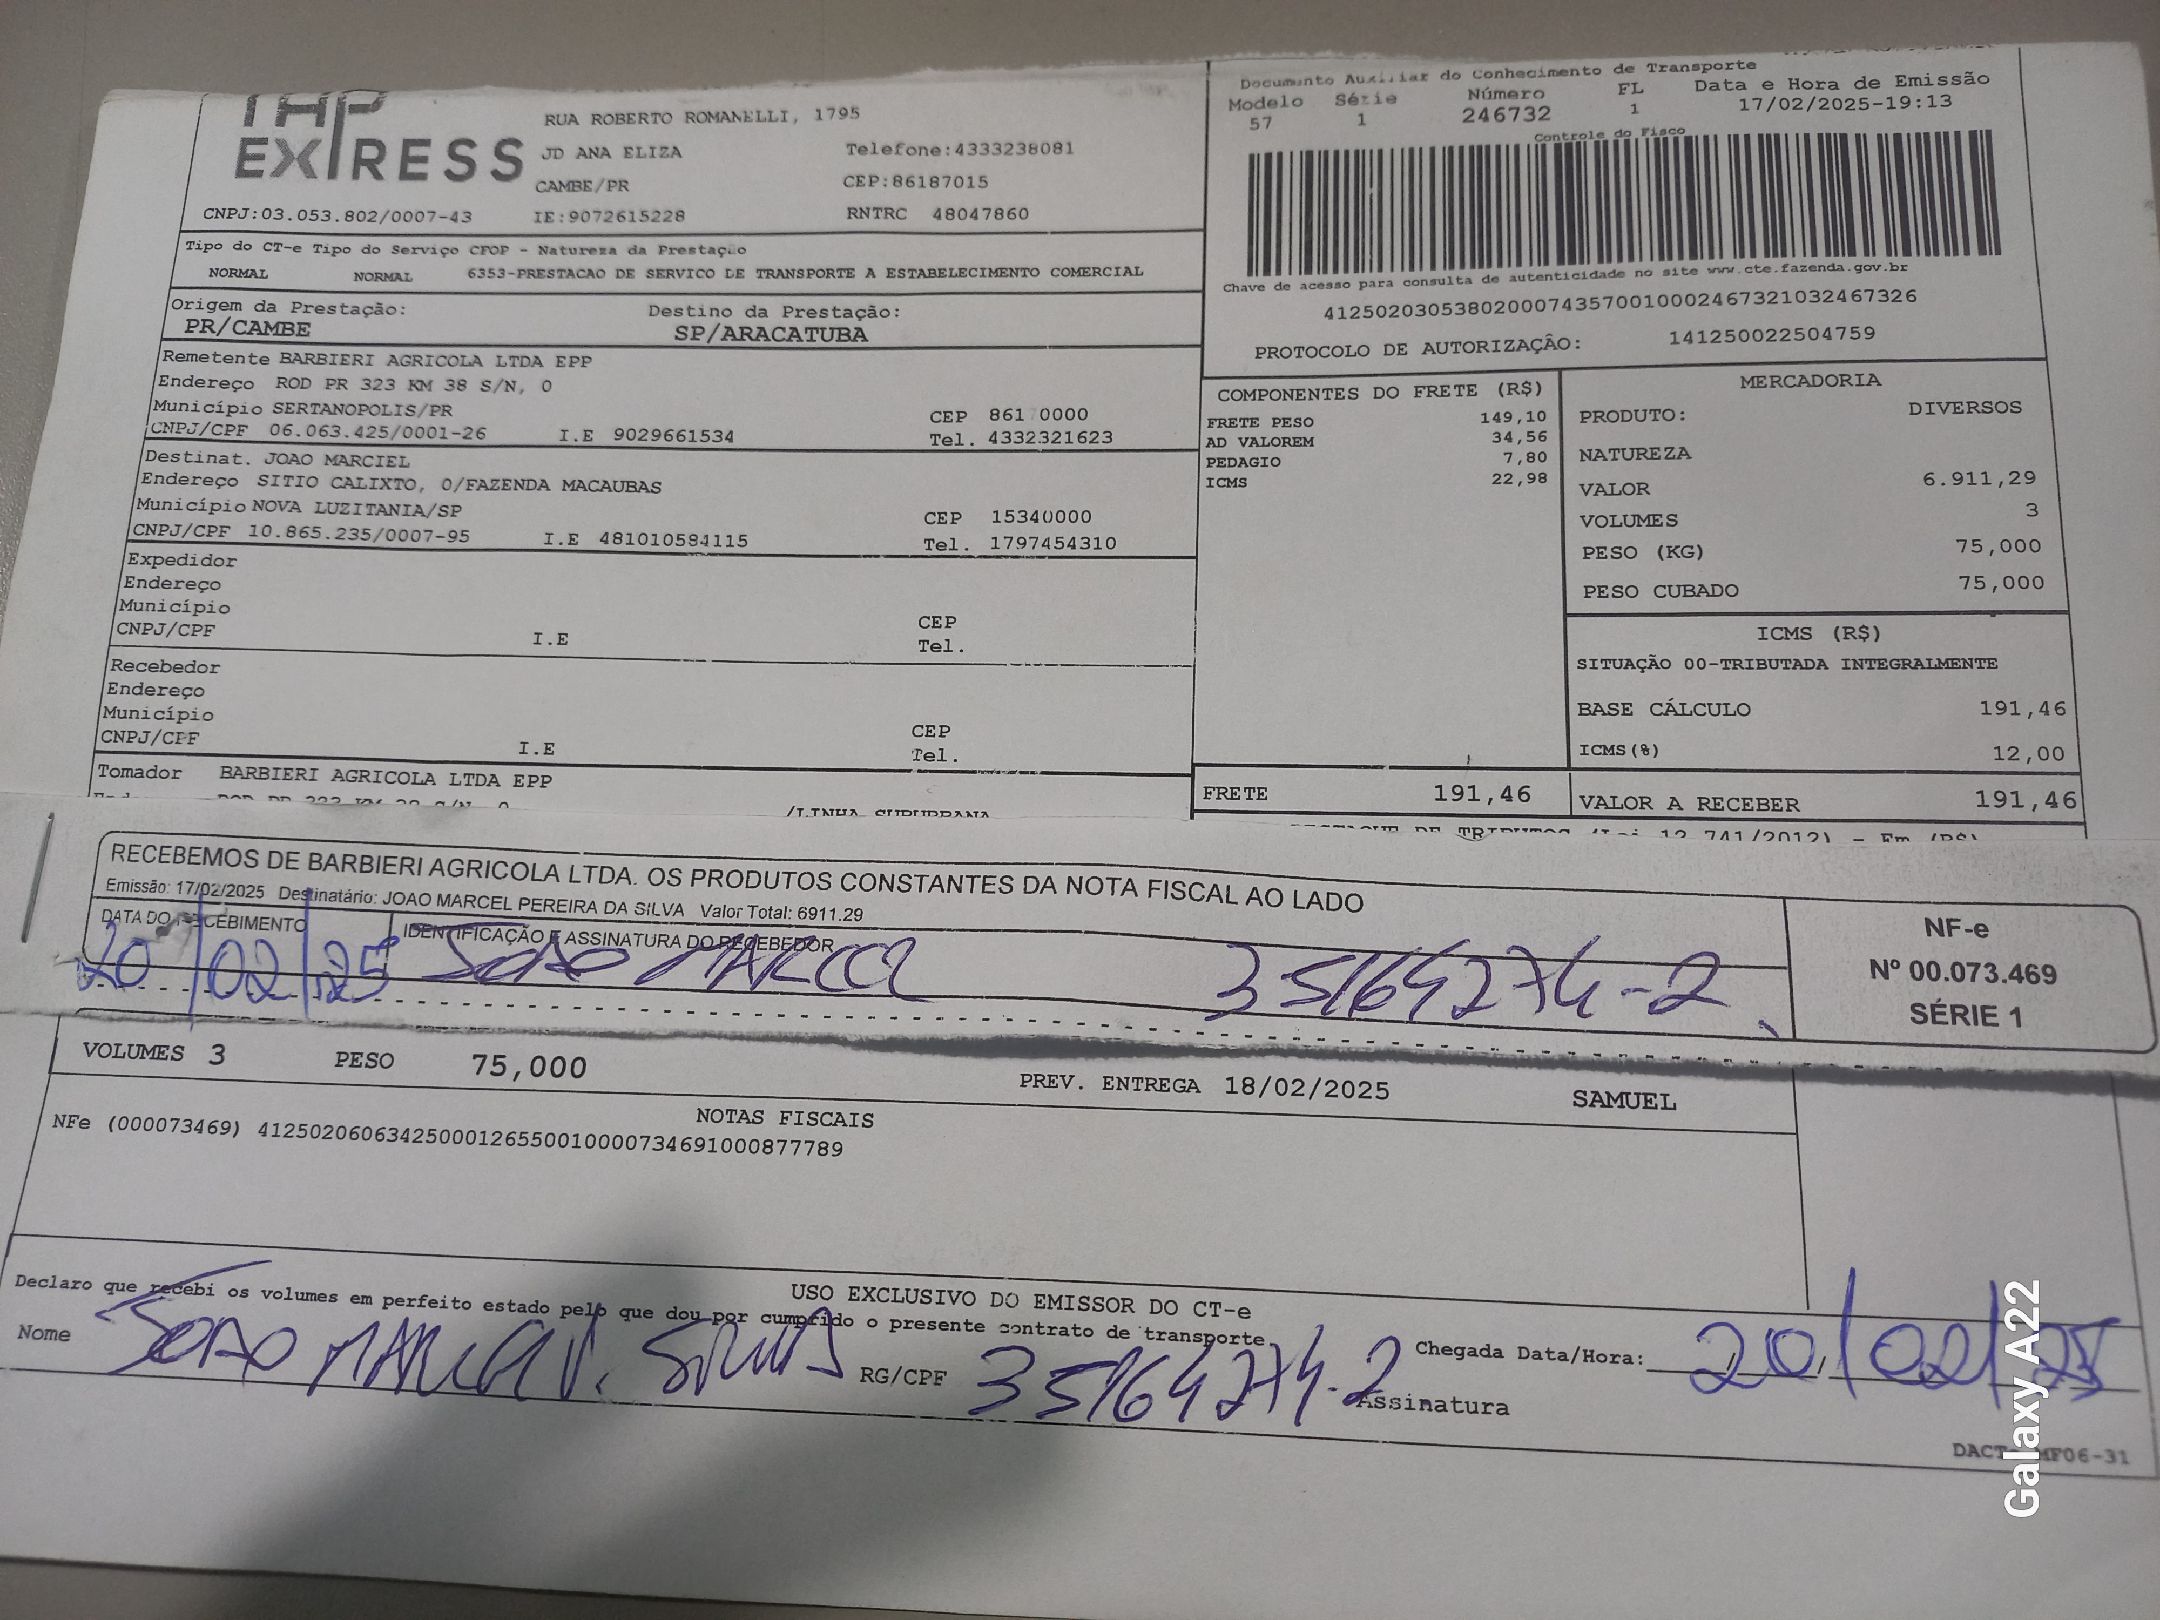 EXPRESS
RUA ROBERTO ROMANELLI, 1795
JD ANA ELIZA Telefone:4333238081
CAMBE/PR CEP:86187015
CNPJ:03.053.802/0007-43 IE:9072615228 RNTRC 48047860
Documento Auxiliar do Conhecimento de Transporte
Modelo Série Número FL Data e Hora de Emissão
57 1 246732 1 17/02/2025-19:13
Controle do Fisco
Chave de acesso para consulta de autenticidade no site www.cte.fazenda.gov.br
41250203053802000743570010002467321032467326
PROTOCOLO DE AUTORIZAÇÃO: 141250022504759
Tipo do CT-e Tipo do Serviço CFOP - Natureza da Prestação
NORMAL NORMAL 6353-PRESTACAO DE SERVICO DE TRANSPORTE A ESTABELECIMENTO COMERCIAL
Origem da Prestação: Destino da Prestação:
PR/CAMBE SP/ARACATUBA
Remetente BARBIERI AGRICOLA LTDA EPP
Endereço ROD PR 323 KM 38 S/N, 0
Município SERTANOPOLIS/PR CEP 861 0000
CNPJ/CPF 06.063.425/0001-26 I.E 9029661534 Tel. 4332321623
Destinat. JOAO MARCIEL
Endereço SITIO CALIXTO, 0/FAZENDA MACAUBAS
Município NOVA LUZITANIA/SP CEP 15340000
CNPJ/CPF 10.865.235/0007-95 I.E 481010584115 Tel. 1797454310
Expedidor
Endereço
Município CEP
CNPJ/CPF I.E Tel.
Recebedor
Endereço
Município CEP
CNPJ/CPF I.E Tel.
Tomador BARBIERI AGRICOLA LTDA EPP
COMPONENTES DO FRETE (R$)
FRETE PESO 149,10
AD VALOREM 34,56
PEDAGIO 7,80
ICMS 22,98
FRETE 191,46
MERCADORIA
PRODUTO: DIVERSOS
NATUREZA
VALOR 6.911,29
VOLUMES 3
PESO (KG) 75,000
PESO CUBADO 75,000
ICMS (R$)
SITUAÇÃO 00-TRIBUTADA INTEGRALMENTE
BASE CÁLCULO 191,46
ICMS(%) 12,00
VALOR A RECEBER 191,46
RECEBEMOS DE BARBIERI AGRICOLA LTDA. OS PRODUTOS CONSTANTES DA NOTA FISCAL AO LADO
Emissão: 17/02/2025 Destinatário: JOAO MARCEL PEREIRA DA SILVA Valor Total: 6911.29
DATA DO RECEBIMENTO IDENTIFICAÇÃO E ASSINATURA DO RECEBEDOR
20/02/25 JOAO MARCEL 35164274-2
NF-e
Nº 00.073.469
SÉRIE 1
VOLUMES 3 PESO 75,000 PREV. ENTREGA 18/02/2025 SAMUEL
NOTAS FISCAIS
NFe (000073469) 41250206063425000126550010000734691000877789
USO EXCLUSIVO DO EMISSOR DO CT-e
Declaro que recebi os volumes em perfeito estado pelo que dou por cumprido o presente contrato de transporte
Nome JOAO RG/CPF 35164274-2 Chegada Data/Hora: 20/02/25
Assinatura
Galaxy A22